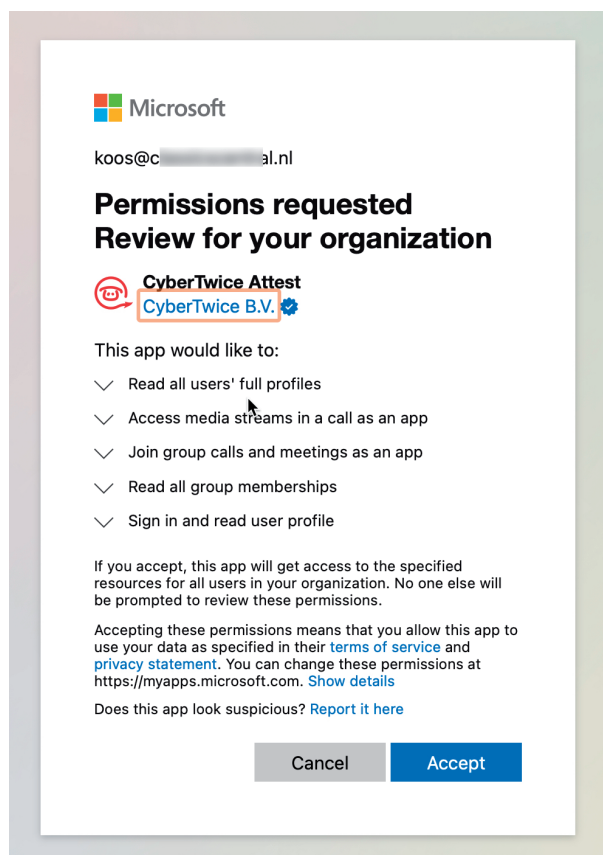 Microsoft
koos@c al.nl
Permissions requested
Review for your organization
CyberTwice Attest
CyberTwice B.V.
This app would like to:
Read all users' full profiles
Access media streams in a call as an app
Join group calls and meetings as an app
Read all group memberships
Sign in and read user profile
If you accept, this app will get access to the specified
resources for all users in your organization. No one else will
be prompted to review these permissions.
Accepting these permissions means that you allow this app to
use your data as specified in their terms of service and
privacy statement. You can change these permissions at
https://myapps.microsoft.com. Show details
Does this app look suspicious? Report it here
Cancel Accept